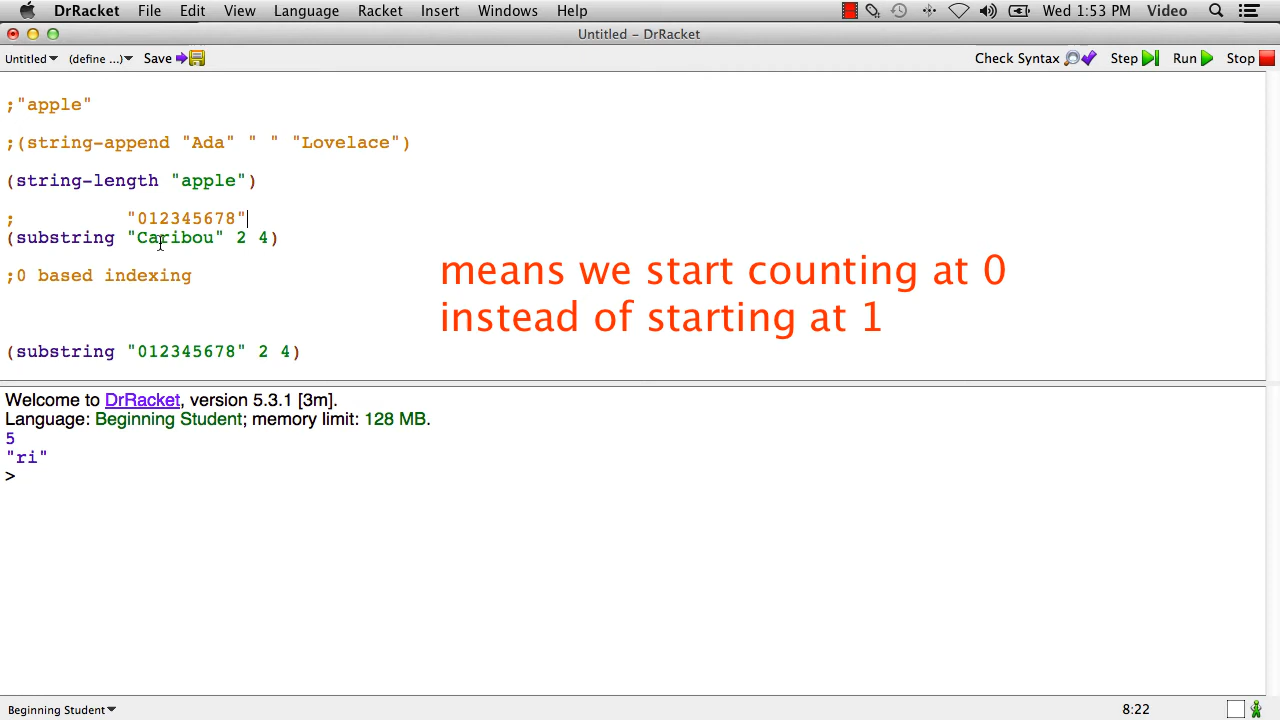 DrRacket File Edit View Language Racket Insert Windows Help Wed 1:53 PM Video
Untitled – DrRacket
Untitled (define ...) Save Check Syntax Step Run Stop
;"apple"
;(string-append "Ada" " " "Lovelace")
(string-length "apple")
; "012345678"
(substring "Caribou" 2 4)
;0 based indexing
means we start counting at 0
instead of starting at 1
(substring "012345678" 2 4)
Welcome to DrRacket, version 5.3.1 [3m].
Language: Beginning Student; memory limit: 128 MB.
5
"ri"
>
Beginning Student 8:22